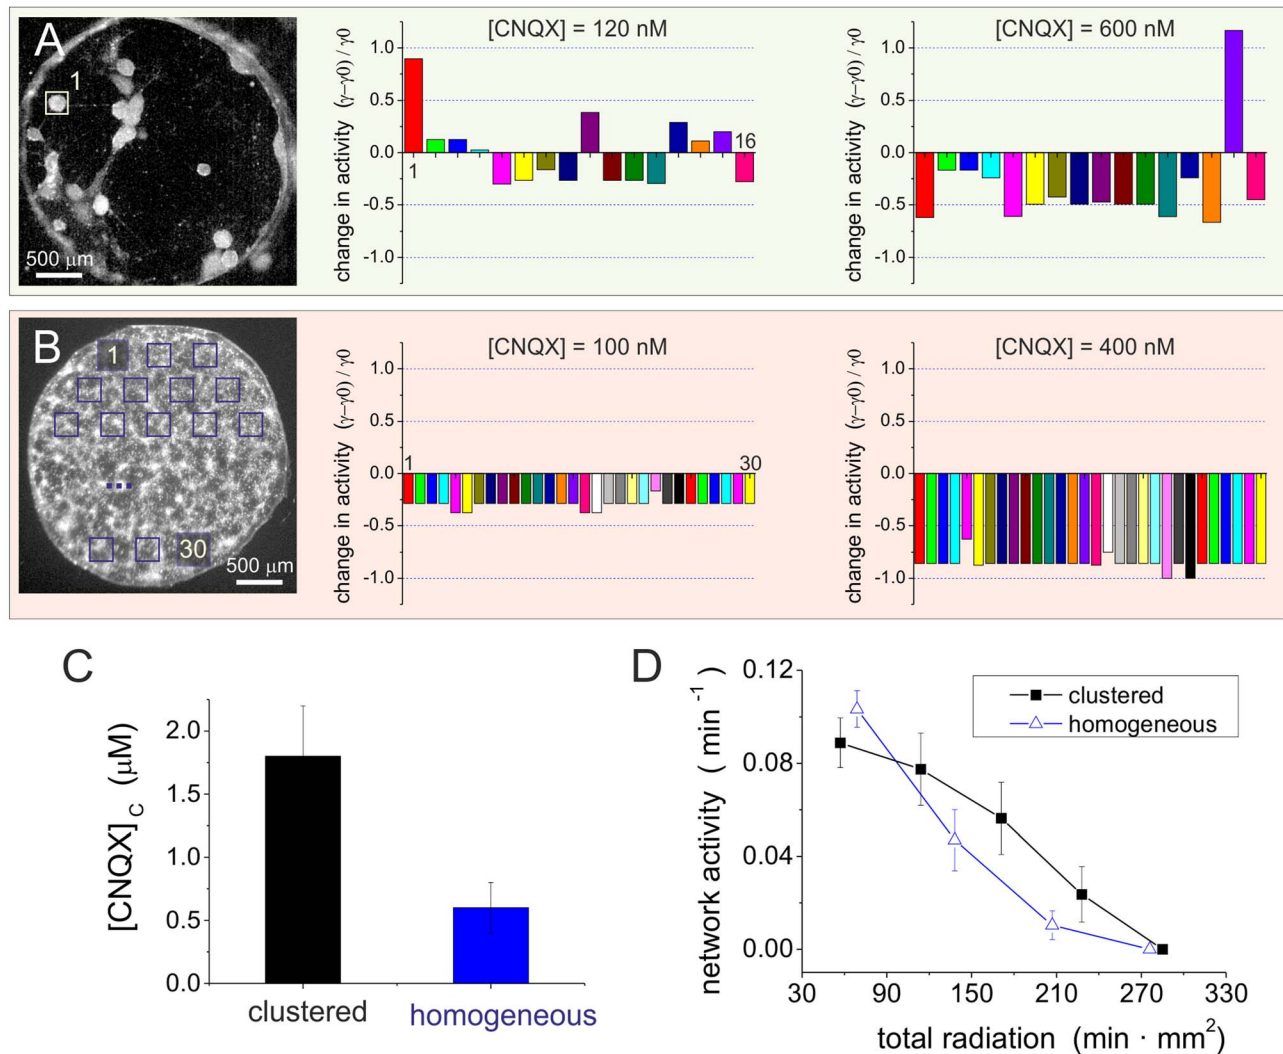 A
1
500 μm
[CNQX] = 120 nM
change in activity (γ–γ0) / γ0
1.0
0.5
0.0
-0.5
-1.0
1
16
[CNQX] = 600 nM
change in activity (γ–γ0) / γ0
1.0
0.5
0.0
-0.5
-1.0
B
1
30
500 μm
[CNQX] = 100 nM
change in activity (γ–γ0) / γ0
1.0
0.5
0.0
-0.5
-1.0
1
30
[CNQX] = 400 nM
change in activity (γ–γ0) / γ0
1.0
0.5
0.0
-0.5
-1.0
C
[CNQX]C (μM)
2.0
1.5
1.0
0.5
0.0
clustered
homogeneous
D
network activity ( min-1)
0.12
0.08
0.04
0.00
clustered
homogeneous
30 90 150 210 270 330
total radiation (min · mm2)